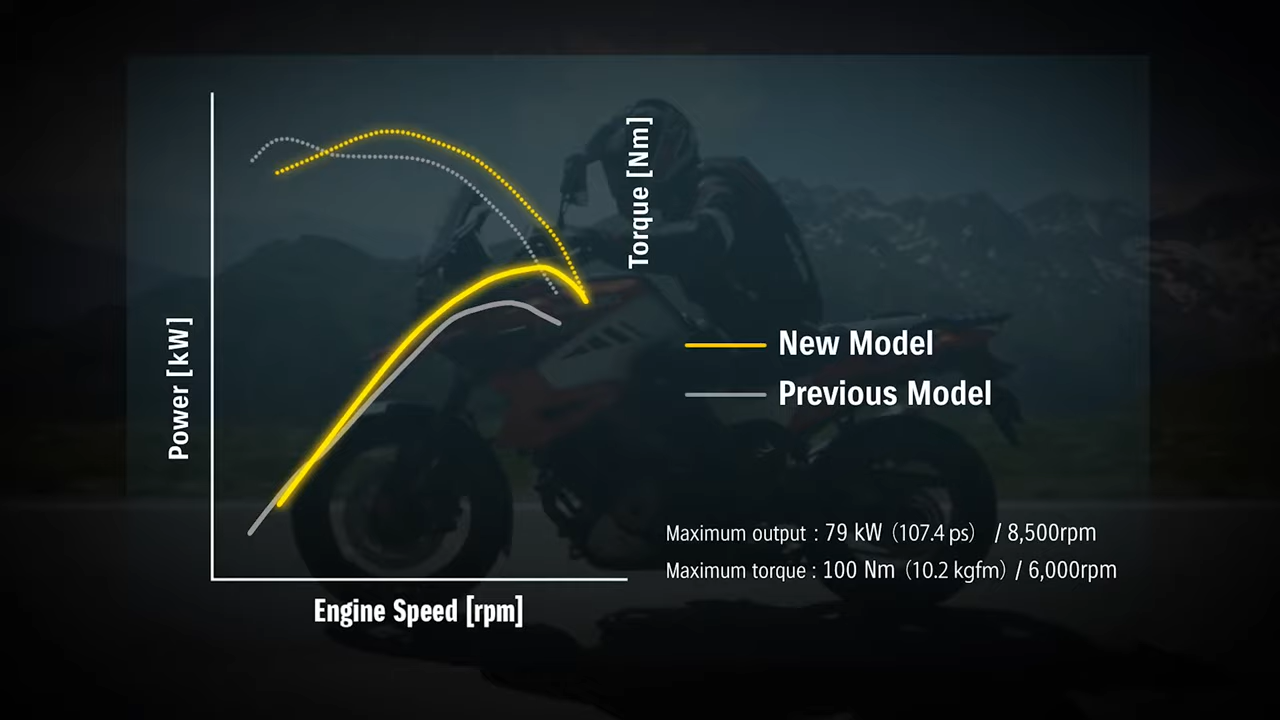 Torque [Nm]
Power [kW]
New Model
Previous Model
Maximum output : 79 kW (107.4 ps) / 8,500rpm
Maximum torque : 100 Nm (10.2 kgfm) / 6,000rpm
Engine Speed [rpm]